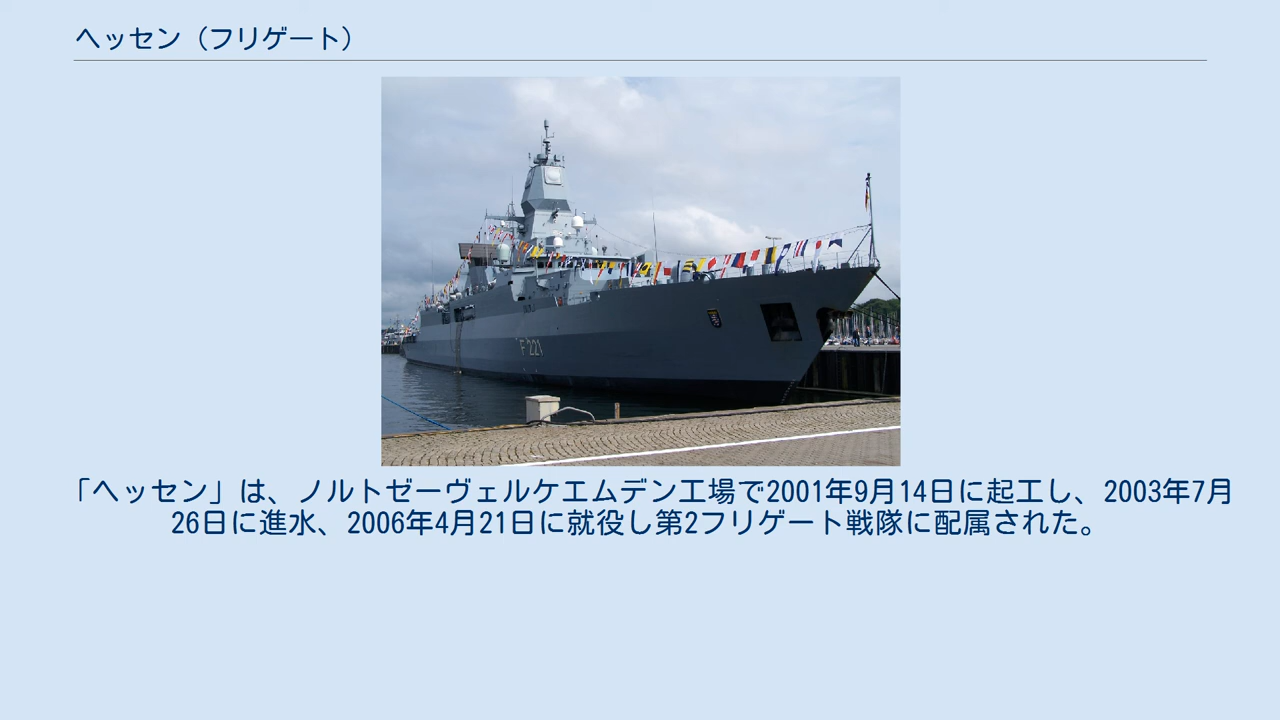 ヘッセン（フリゲート）
F 221
「ヘッセン」は、ノルトゼーヴェルケエムデン工場で2001年9月14日に起工し、2003年7月
26日に進水、2006年4月21日に就役し第2フリゲート戦隊に配属された。